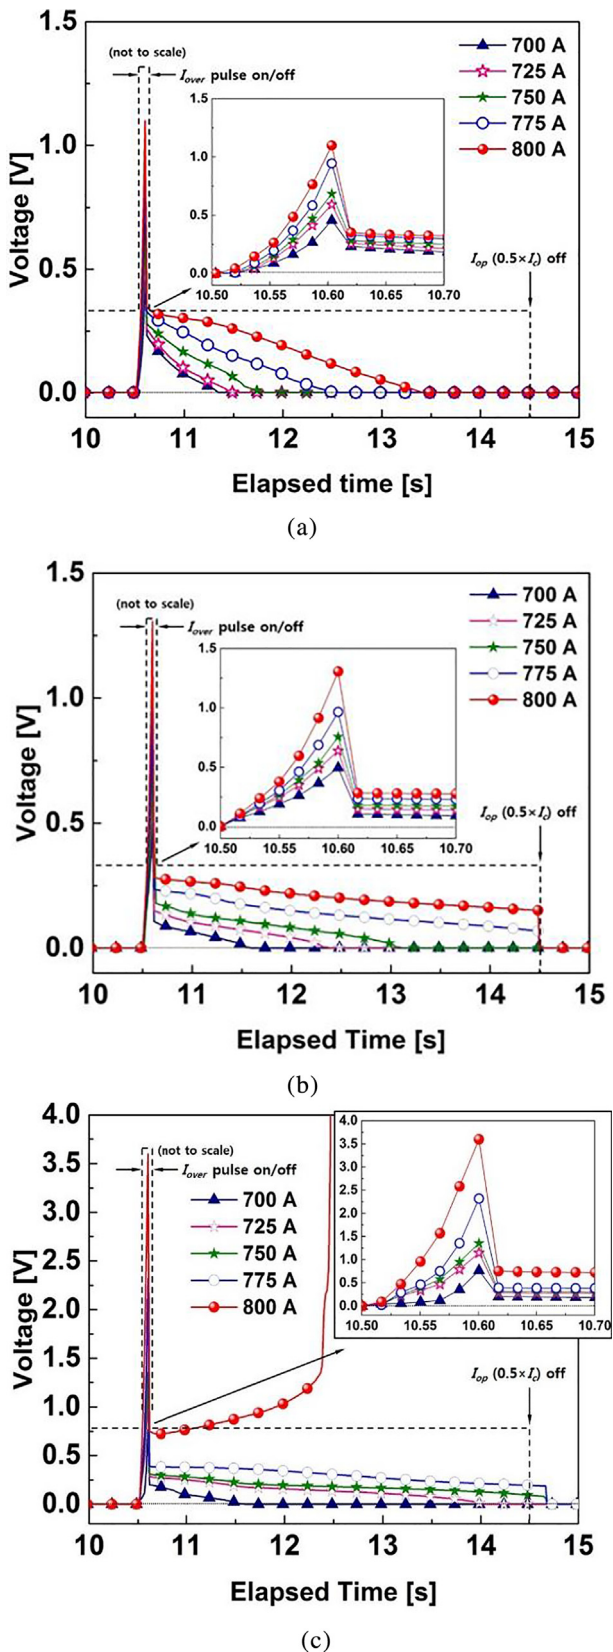 1.5
(not to scale)
I_over pulse on/off
700 A
725 A
750 A
775 A
800 A
1.5
1.0
0.5
0.0
10.50 10.55 10.60 10.65 10.70
1.0
0.5
0.0
Voltage [V]
I_op (0.5×I_c) off
10 11 12 13 14 15
Elapsed time [s]
(a)
1.5
(not to scale)
I_over pulse on/off
700 A
725 A
750 A
775 A
800 A
1.5
1.0
0.5
0.0
10.50 10.55 10.60 10.65 10.70
1.0
0.5
0.0
Voltage [V]
I_op (0.5×I_c) off
10 11 12 13 14 15
Elapsed Time [s]
(b)
4.0
3.5
3.0
2.5
2.0
1.5
1.0
0.5
0.0
Voltage [V]
(not to scale)
I_over pulse on/off
700 A
725 A
750 A
775 A
800 A
4.0
3.5
3.0
2.5
2.0
1.5
1.0
0.5
0.0
10.50 10.55 10.60 10.65 10.70
I_op (0.5×I_c) off
10 11 12 13 14 15
Elapsed Time [s]
(c)